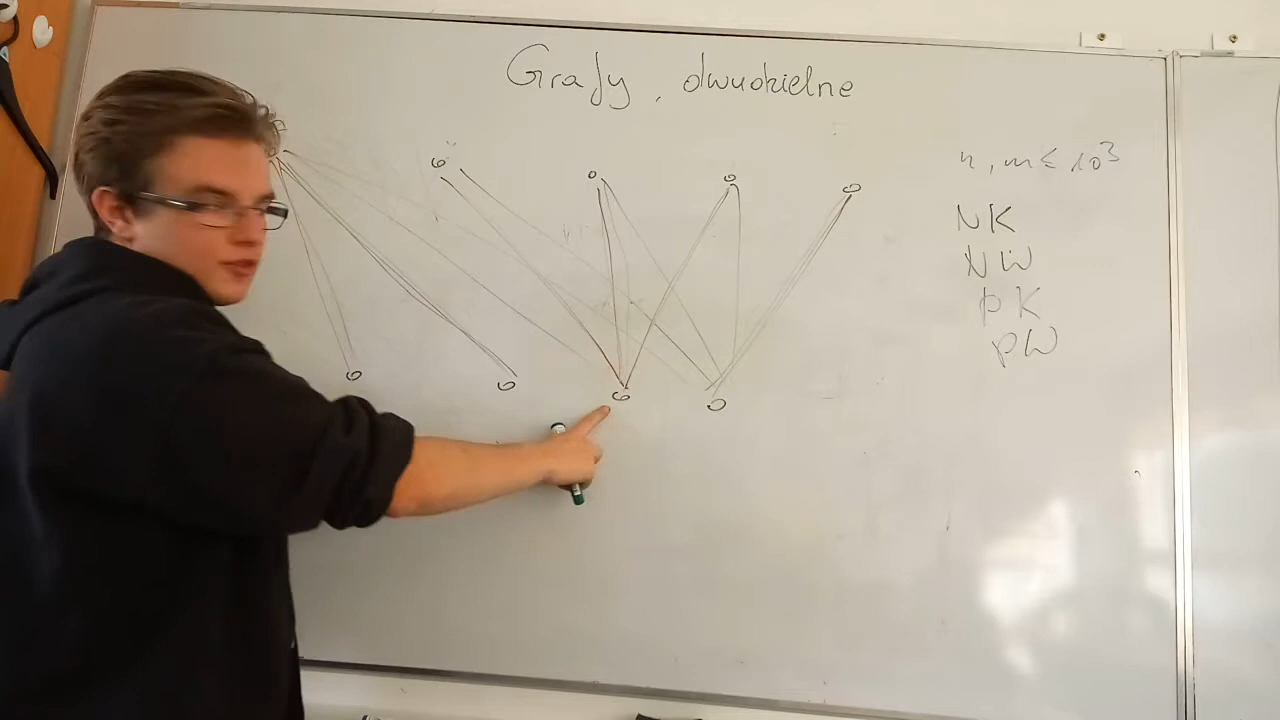 Grafy dwudzielne
n, m ≤ 10³
NK
NW
pK
pW